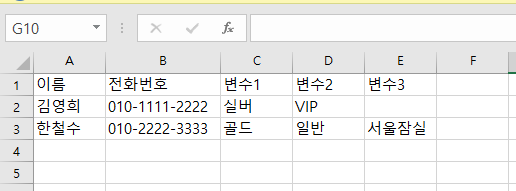 G10 fx
A B C D E F
1 이름 전화번호 변수1 변수2 변수3
2 김영희 010-1111-2222 실버 VIP
3 한철수 010-2222-3333 골드 일반 서울잠실
4
5